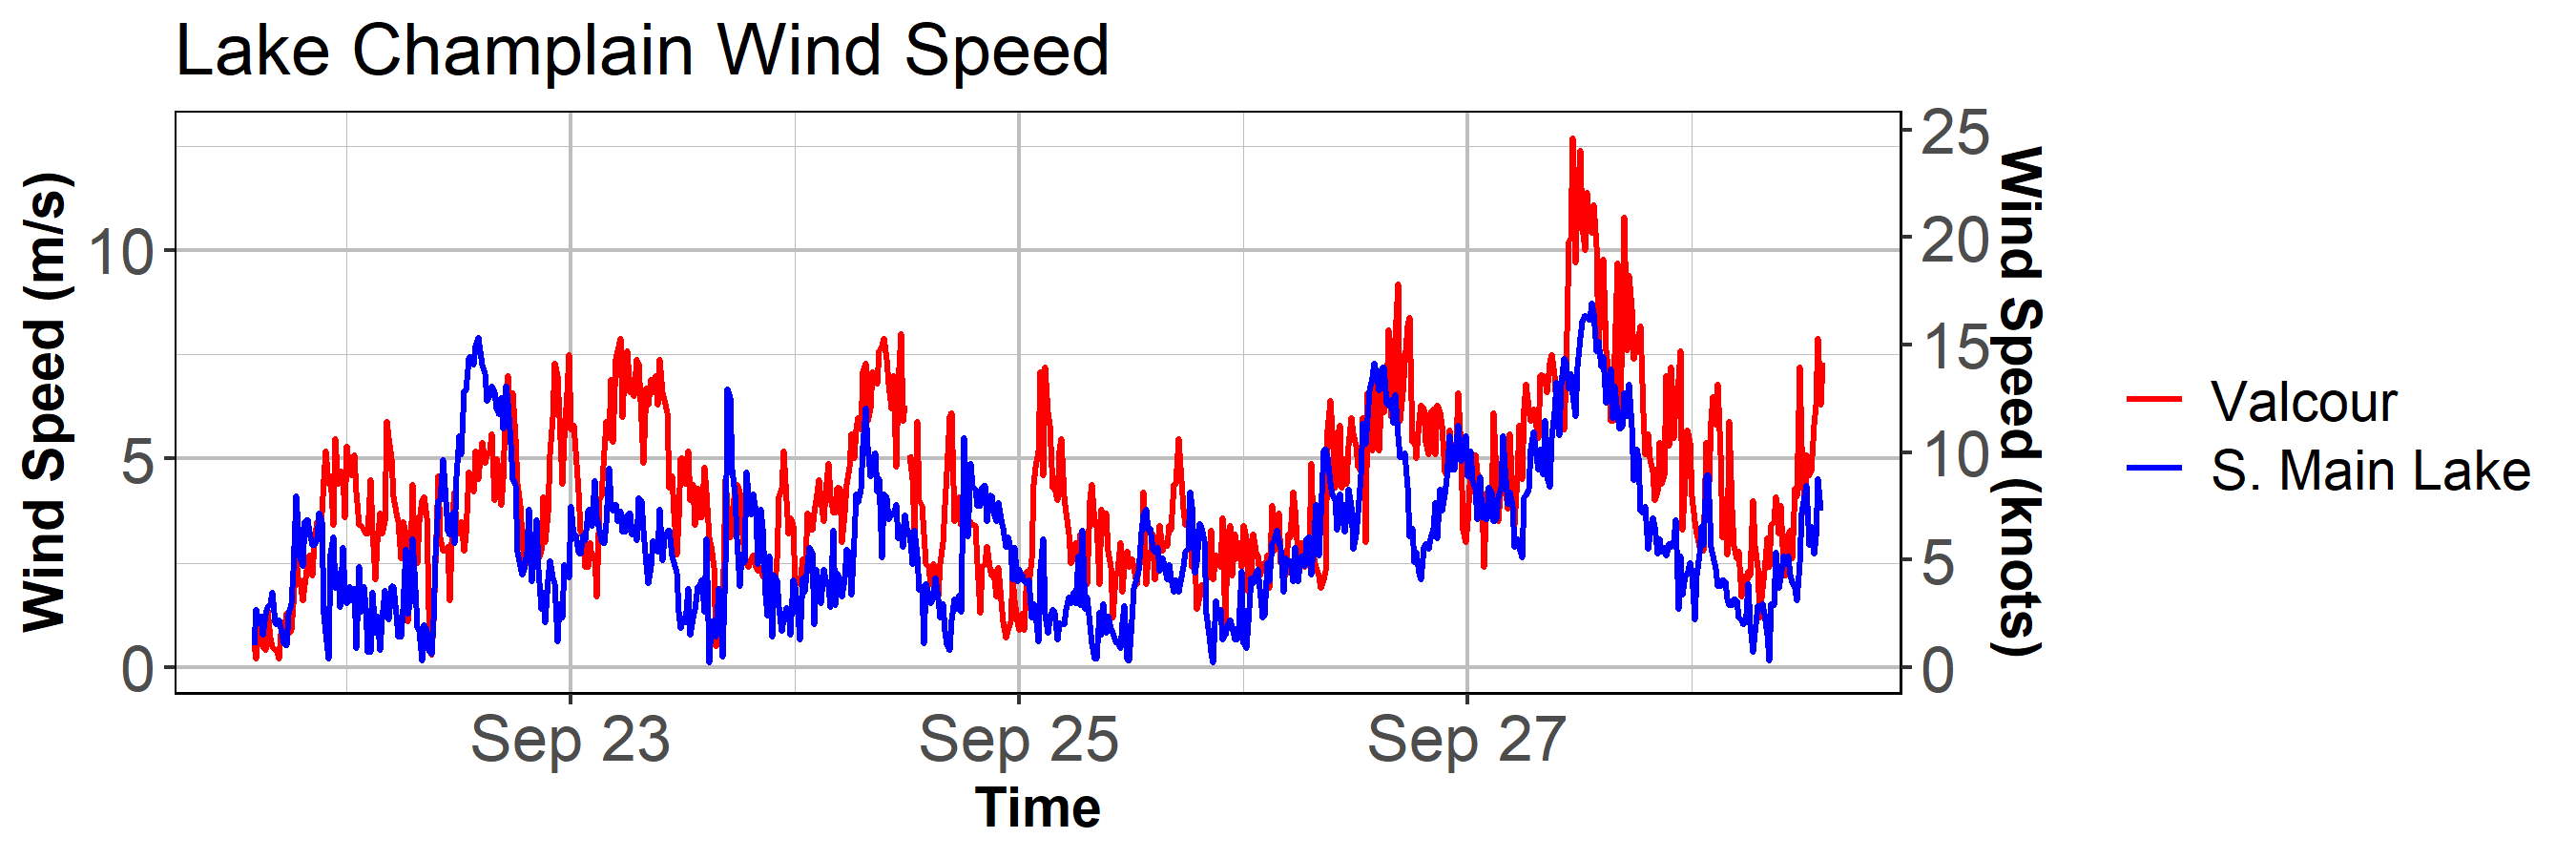 Lake Champlain Wind Speed
Wind Speed (m/s)
10
5
0
25
20
15
10
5
0
Wind Speed (knots)
Sep 23
Sep 25
Sep 27
Time
Valcour
S. Main Lake